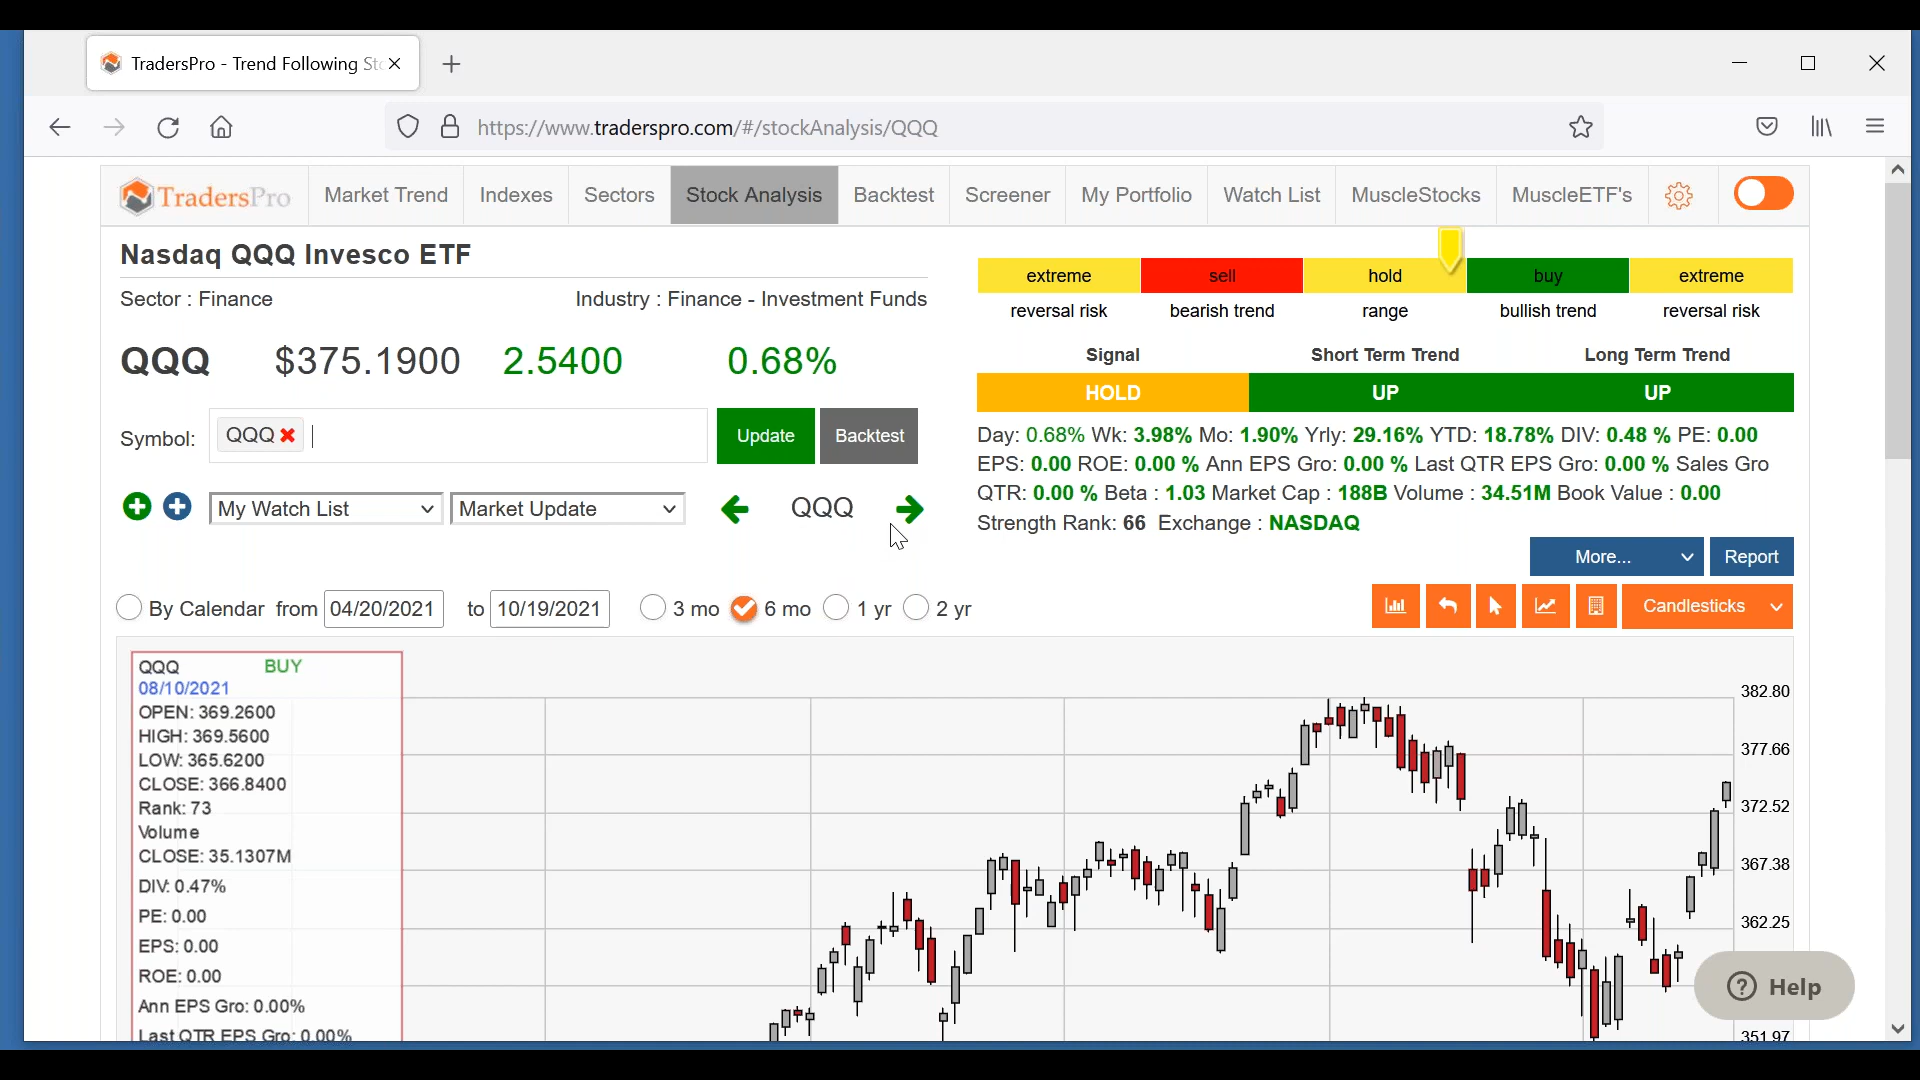 TradersPro - Trend Following Sto
https://www.traderspro.com/#/stockAnalysis/QQQ
TradersPro Market Trend Indexes Sectors Stock Analysis Backtest Screener My Portfolio Watch List MuscleStocks MuscleETF's
Nasdaq QQQ Invesco ETF
Sector : Finance Industry : Finance - Investment Funds
QQQ $375.1900 2.5400 0.68%
Symbol: QQQ Update Backtest
My Watch List Market Update QQQ
extreme sell hold buy extreme
reversal risk bearish trend range bullish trend reversal risk
Signal Short Term Trend Long Term Trend
HOLD UP UP
Day: 0.68% Wk: 3.98% Mo: 1.90% Yrly: 29.16% YTD: 18.78% DIV: 0.48 % PE: 0.00
EPS: 0.00 ROE: 0.00 % Ann EPS Gro: 0.00 % Last QTR EPS Gro: 0.00 % Sales Gro
QTR: 0.00 % Beta : 1.03 Market Cap : 188B Volume : 34.51M Book Value : 0.00
Strength Rank: 66 Exchange : NASDAQ
More... Report
By Calendar from 04/20/2021 to 10/19/2021 3 mo 6 mo 1 yr 2 yr
Candlesticks
QQQ BUY
08/10/2021
OPEN: 369.2600
HIGH: 369.5600
LOW: 365.6200
CLOSE: 366.8400
Rank: 73
Volume
CLOSE: 35.1307M
DIV: 0.47%
PE: 0.00
EPS: 0.00
ROE: 0.00
Ann EPS Gro: 0.00%
Last QTR EPS Gro: 0.00%
382.80
377.66
372.52
367.38
362.25
351.97
Help